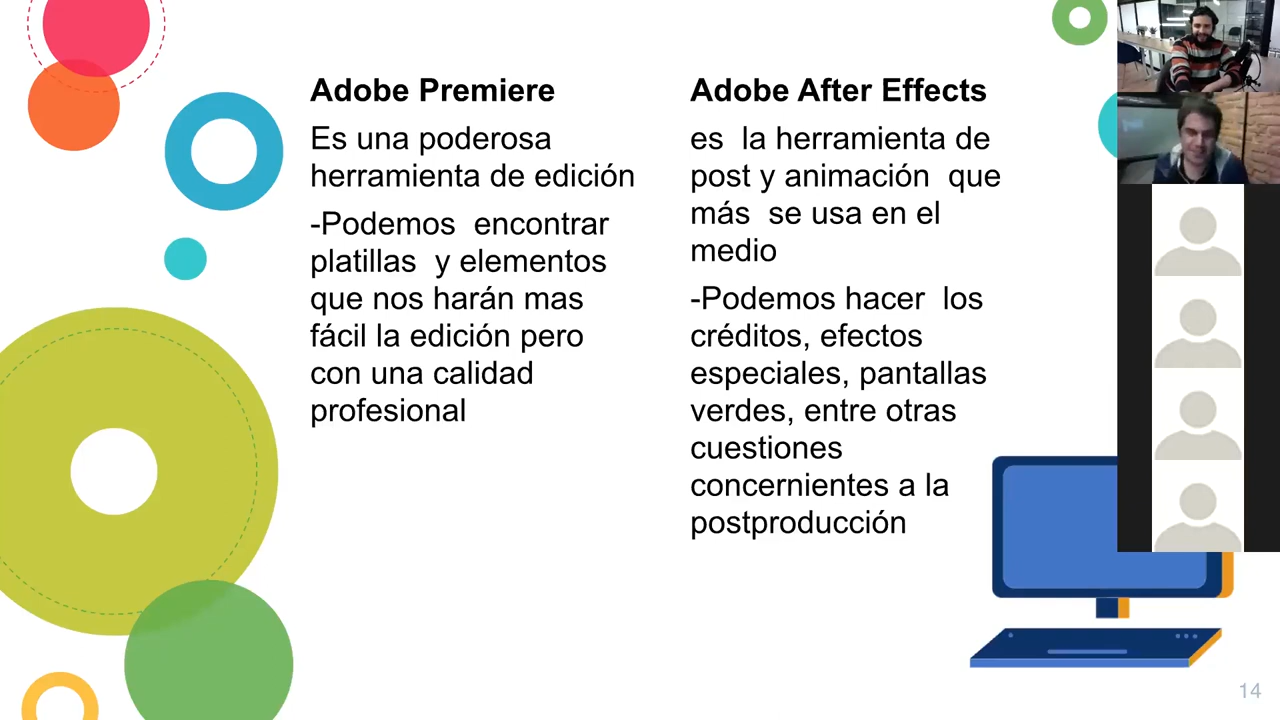 Adobe Premiere
Es una poderosa
herramienta de edición
-Podemos encontrar
platillas y elementos
que nos harán mas
fácil la edición pero
con una calidad
profesional
Adobe After Effects
es la herramienta de
post y animación que
más se usa en el
medio
-Podemos hacer los
créditos, efectos
especiales, pantallas
verdes, entre otras
cuestiones
concernientes a la
postproducción
14